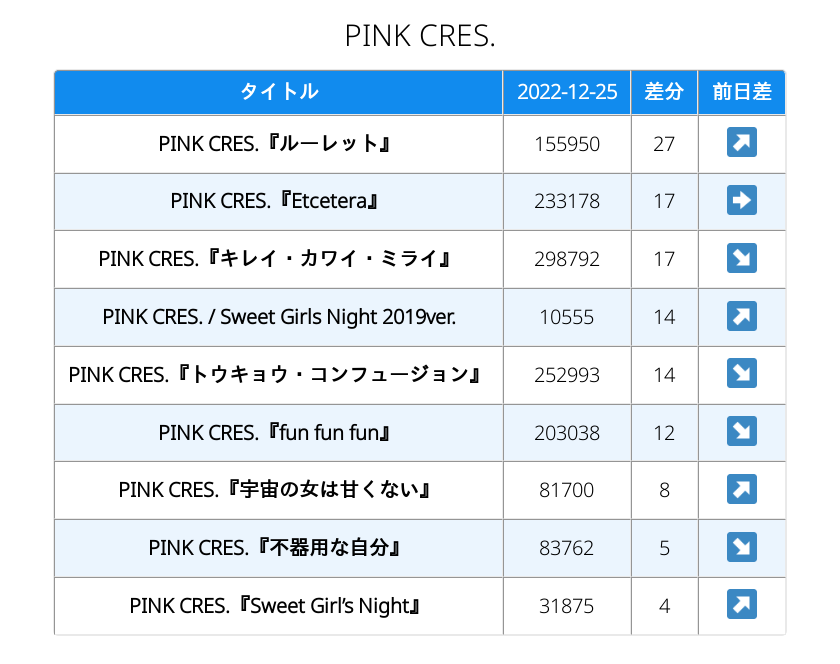 PINK CRES.
タイトル 2022-12-25 差分 前日差
PINK CRES.『ルーレット』 155950 27 ↗
PINK CRES.『Etcetera』 233178 17 ➡
PINK CRES.『キレイ・カワイ・ミライ』 298792 17 ↘
PINK CRES. / Sweet Girls Night 2019ver. 10555 14 ↗
PINK CRES.『トウキョウ・コンフュージョン』 252993 14 ↘
PINK CRES.『fun fun fun』 203038 12 ↘
PINK CRES.『宇宙の女は甘くない』 81700 8 ↗
PINK CRES.『不器用な自分』 83762 5 ↘
PINK CRES.『Sweet Girl’s Night』 31875 4 ↗